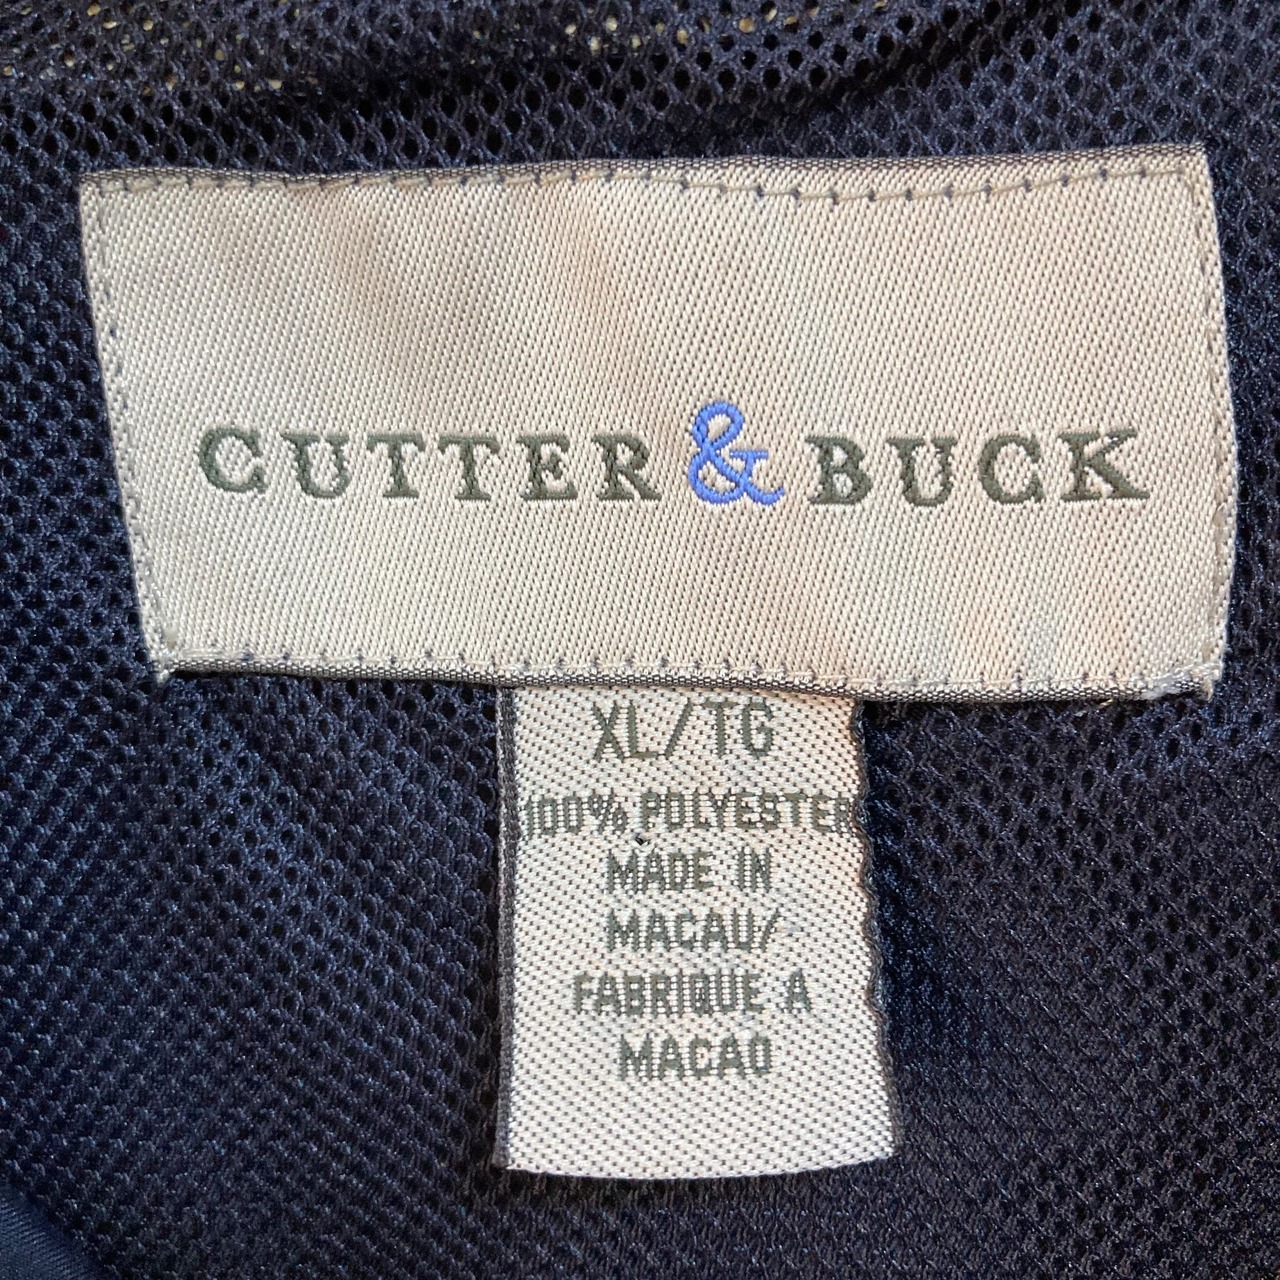 CUTTER & BUCK
XL/TG
100% POLYESTER
MADE IN
MACAU/
FABRIQUE A
MACAO